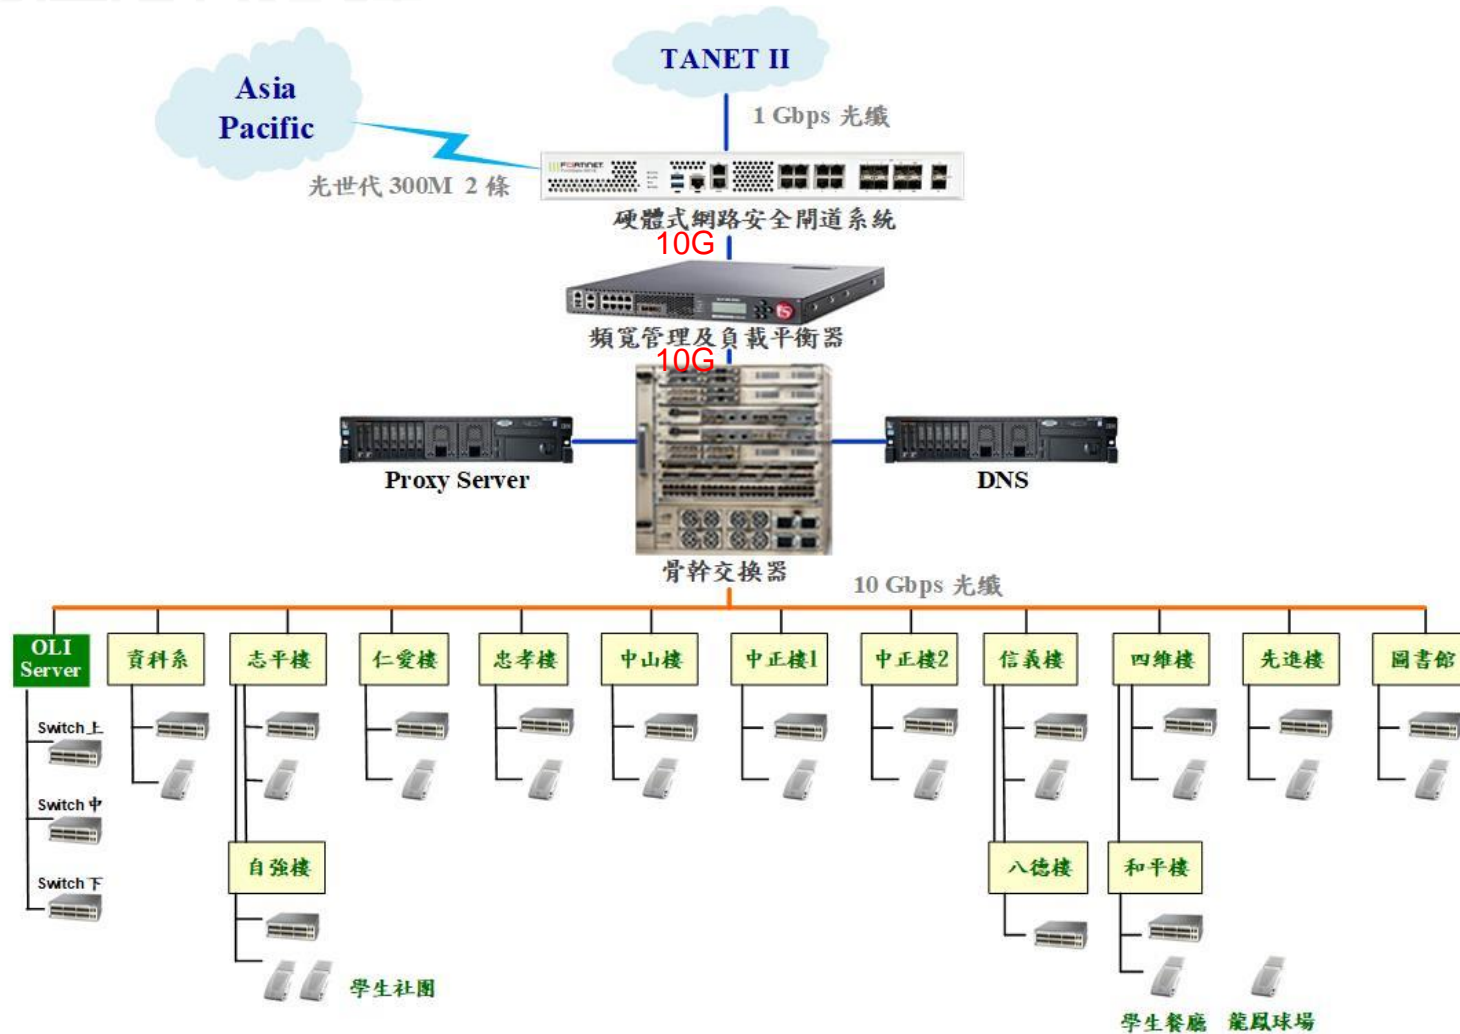 TANET II
Asia
Pacific
1 Gbps 光纖
FORTINET
光世代 300M 2 條
硬體式網路安全閘道系統
10G
頻寬管理及負載平衡器
10G
Proxy Server
DNS
骨幹交換器
10 Gbps 光纖
OLI
Server
資科系
志平樓
仁愛樓
忠孝樓
中山樓
中正樓1
中正樓2
信義樓
四維樓
先進樓
圖書館
Switch 上
Switch 中
Switch 下
自強樓
八德樓
和平樓
學生社團
學生餐廳
龍鳳球場